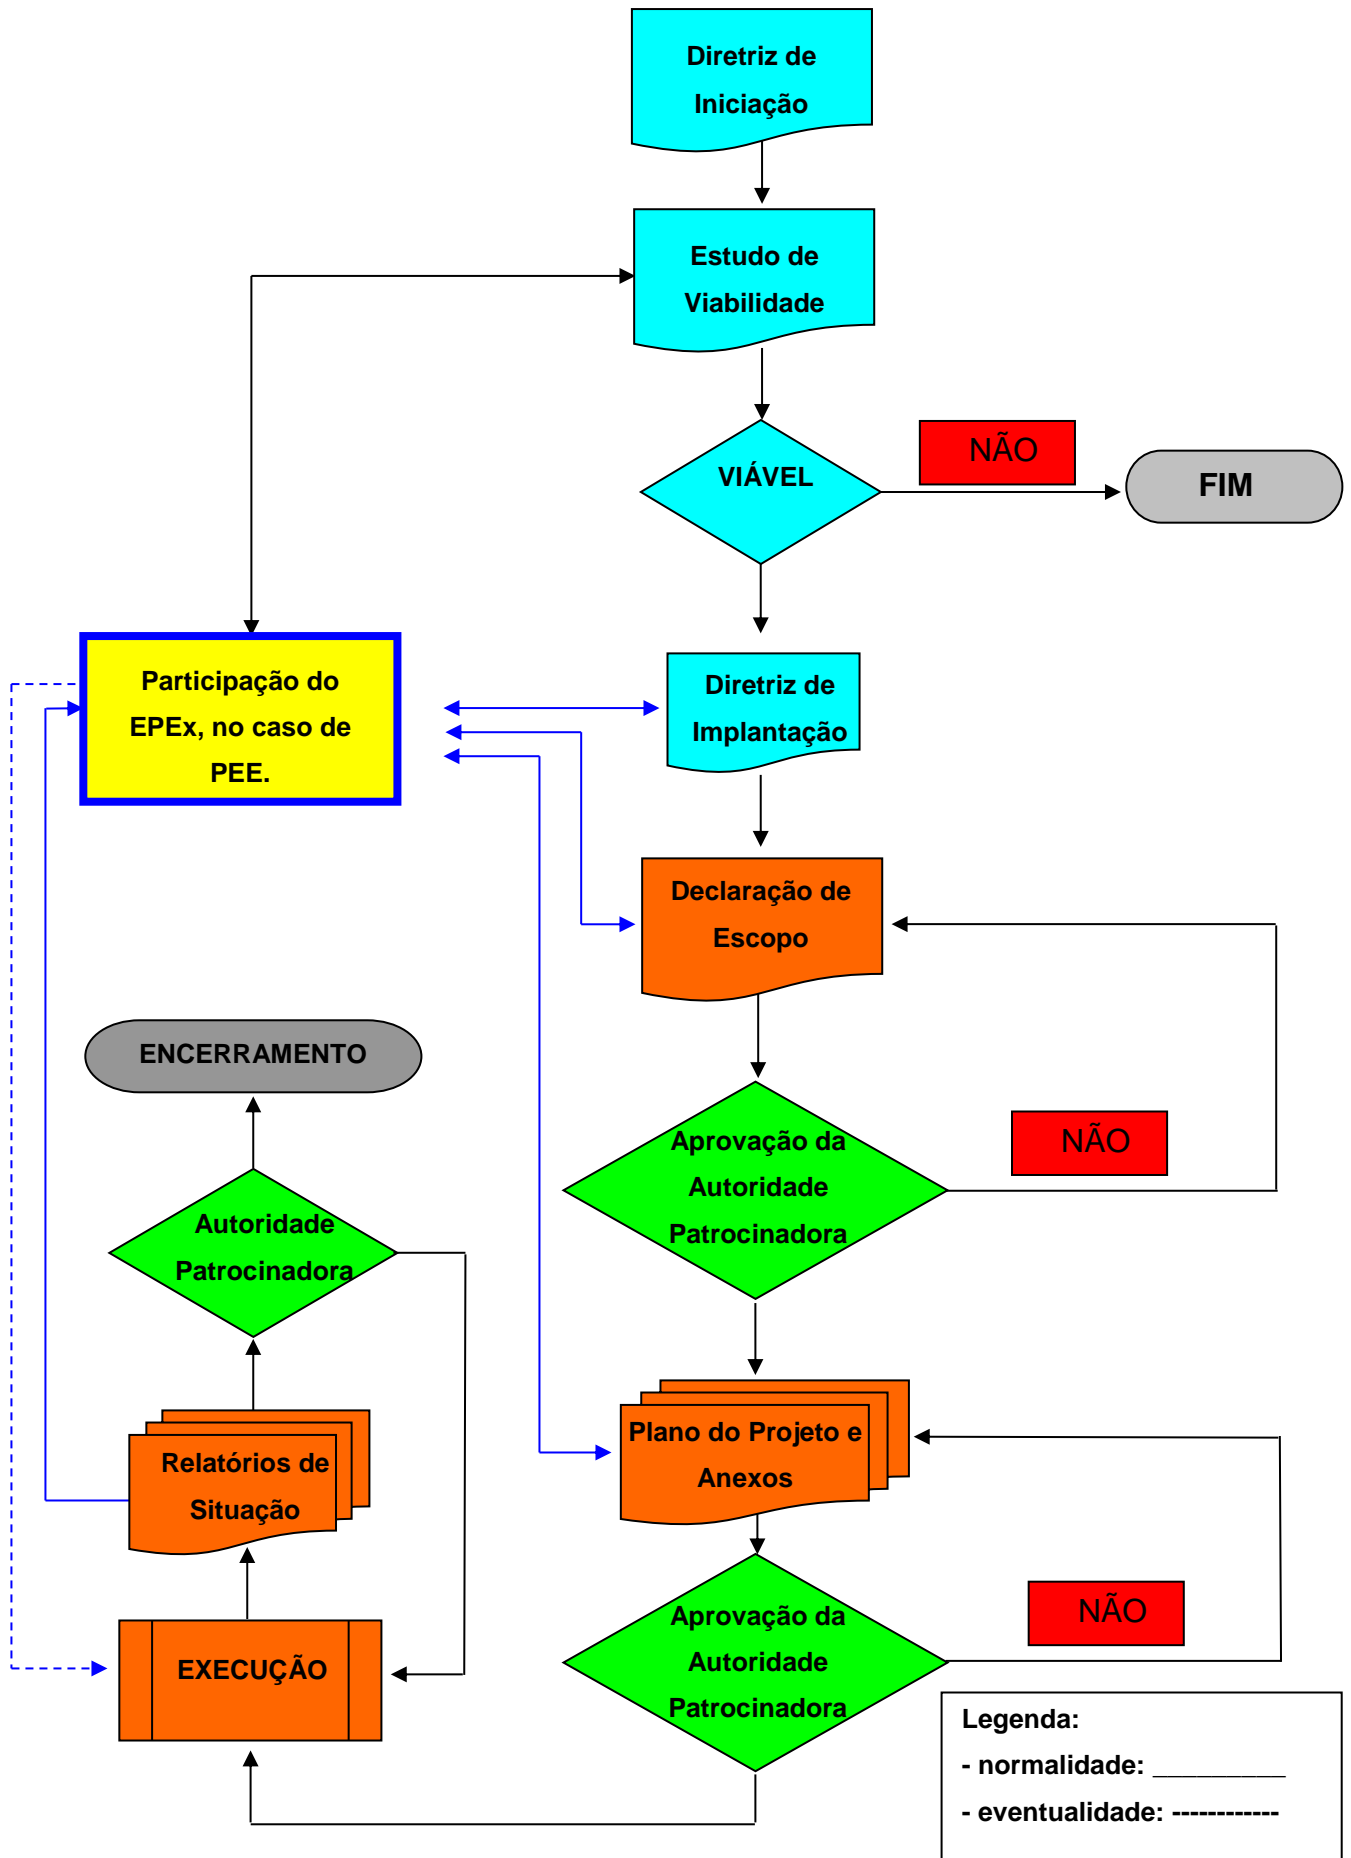 Diretriz de
Iniciação
Estudo de
Viabilidade
VIÁVEL
NÃO
FIM
Participação do
EPEx, no caso de
PEE.
Diretriz de
Implantação
Declaração de
Escopo
ENCERRAMENTO
Aprovação da
Autoridade
Patrocinadora
NÃO
Autoridade
Patrocinadora
Plano do Projeto e
Anexos
Relatórios de
Situação
Aprovação da
Autoridade
Patrocinadora
NÃO
EXECUÇÃO
Legenda:
- normalidade: _________
- eventualidade: ------------